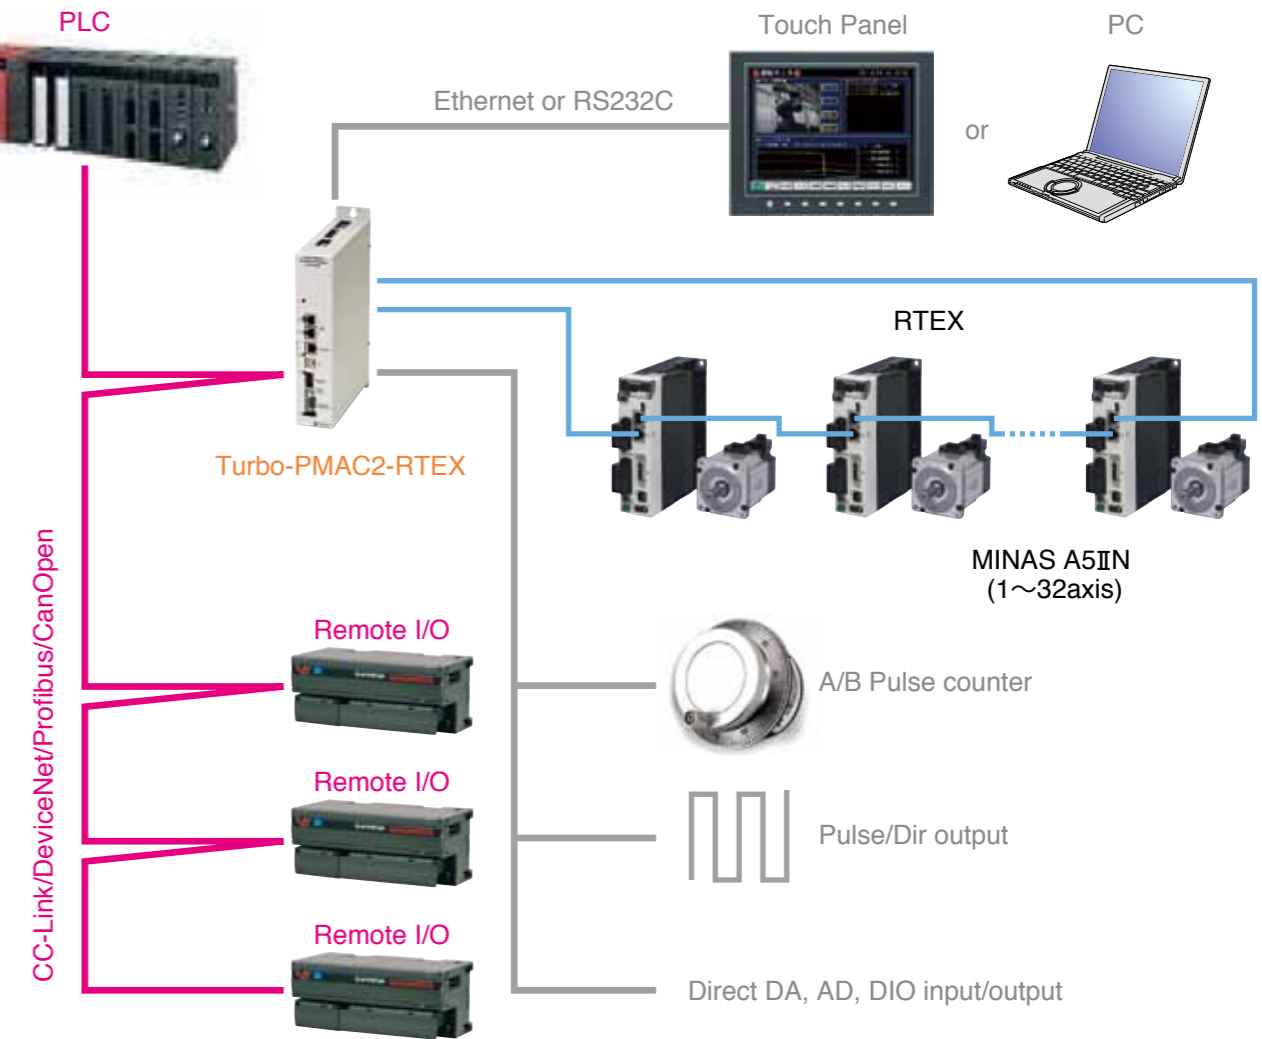 PLC
Touch Panel
PC
Ethernet or RS232C
or
RTEX
Turbo-PMAC2-RTEX
MINAS A5ⅡN
(1～32axis)
CC-Link/DeviceNet/Profibus/CanOpen
Remote I/O
A/B Pulse counter
Remote I/O
Pulse/Dir output
Remote I/O
Direct DA, AD, DIO input/output